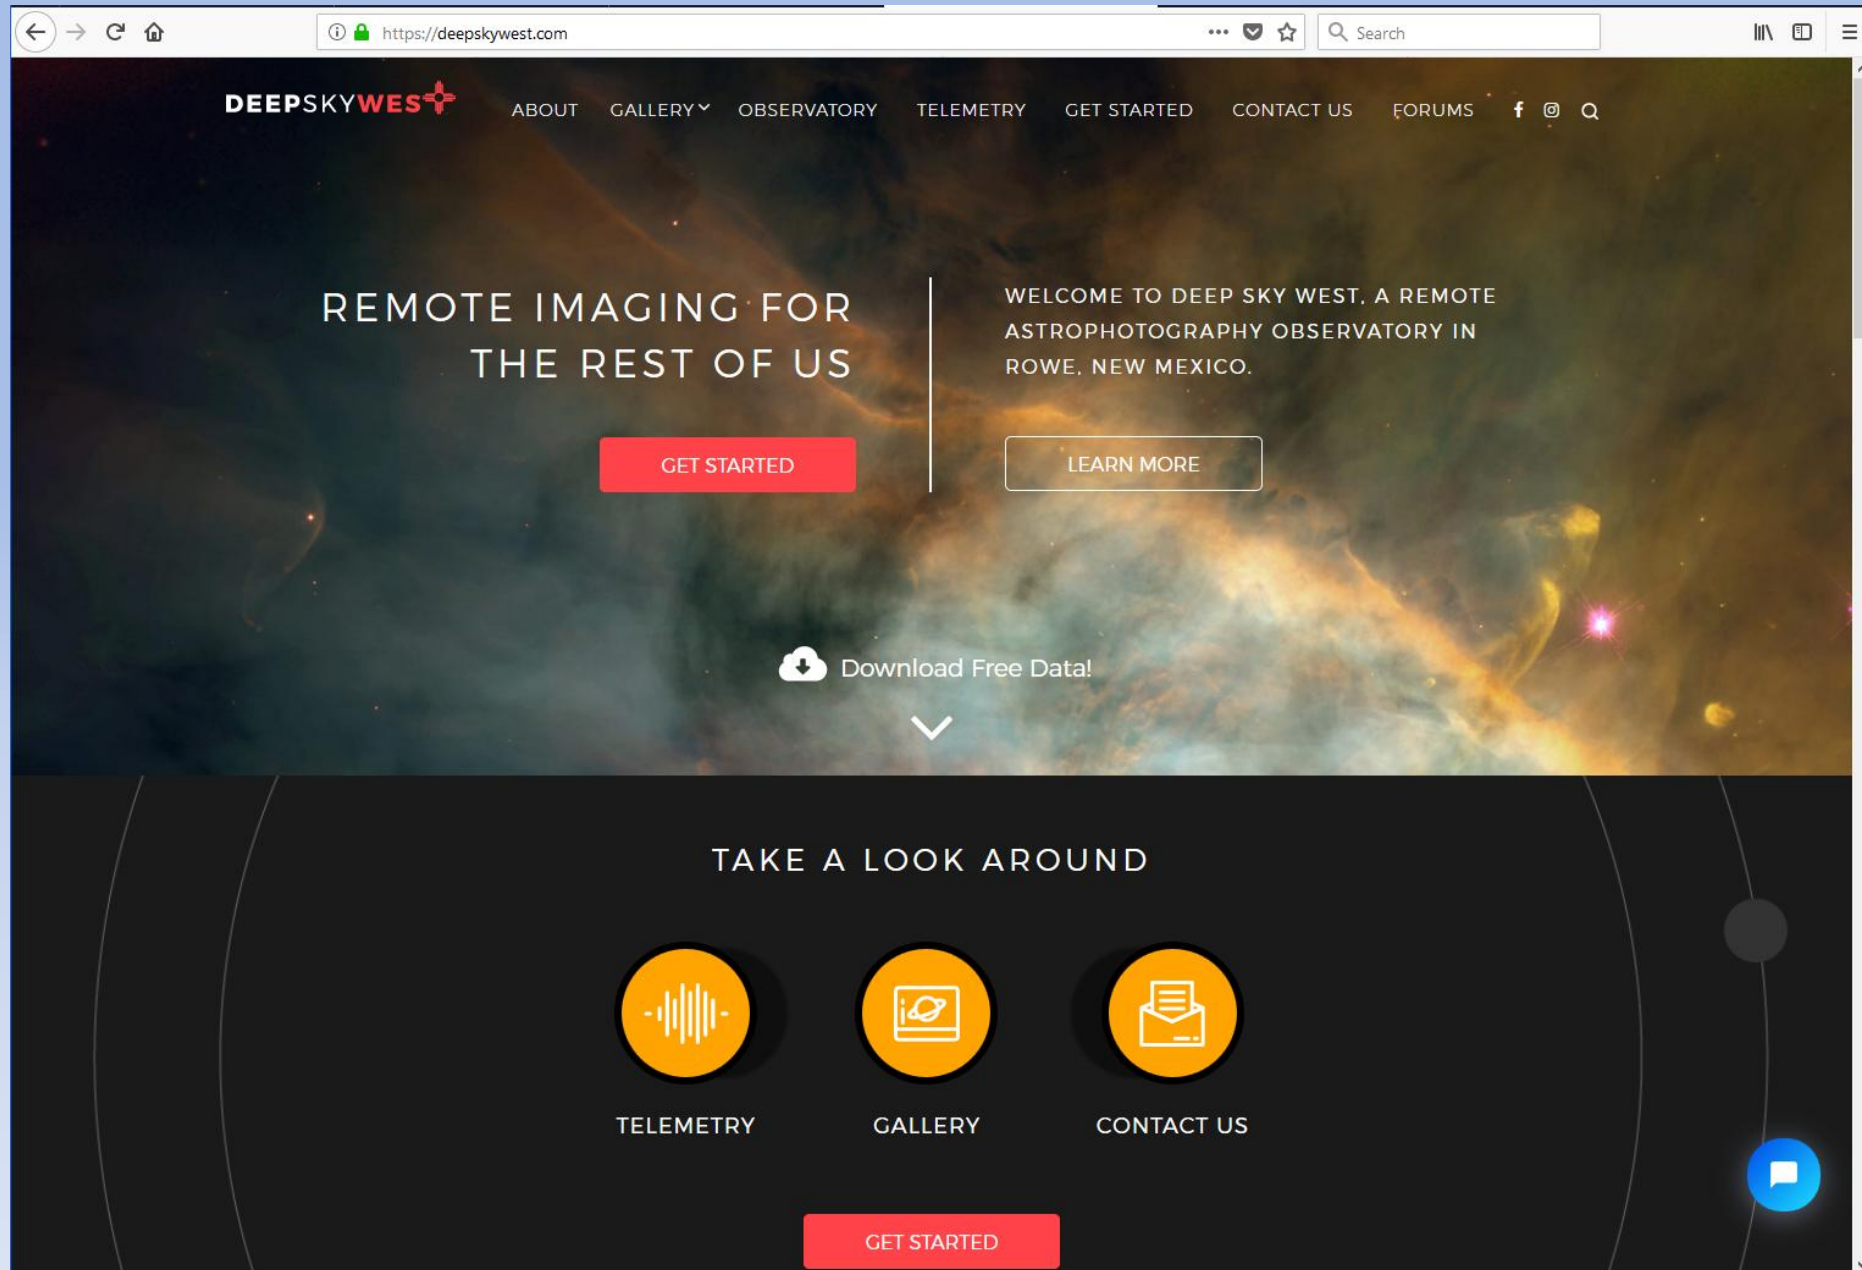 https://deepskywest.com
Search
DEEPSKYWES
ABOUT GALLERY OBSERVATORY TELEMETRY GET STARTED CONTACT US FORUMS
REMOTE IMAGING FOR
THE REST OF US
GET STARTED
WELCOME TO DEEP SKY WEST, A REMOTE
ASTROPHOTOGRAPHY OBSERVATORY IN
ROWE, NEW MEXICO.
LEARN MORE
Download Free Data!
TAKE A LOOK AROUND
TELEMETRY
GALLERY
CONTACT US
GET STARTED